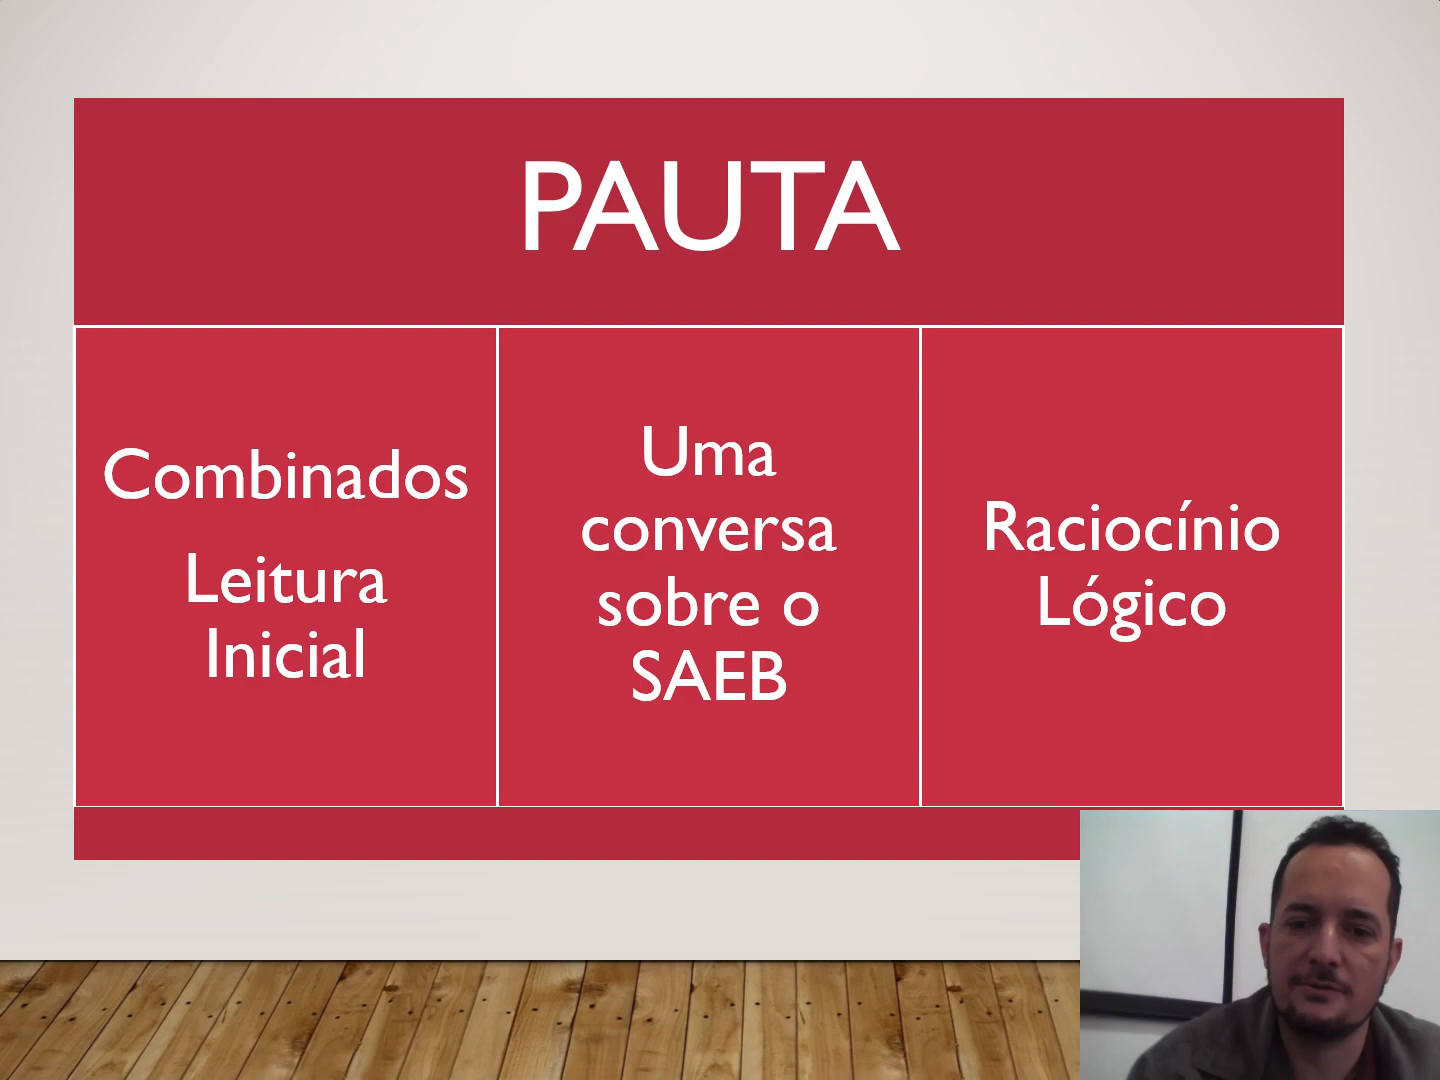 PAUTA
Combinados
Leitura
Inicial
Uma
conversa
sobre o
SAEB
Raciocínio
Lógico